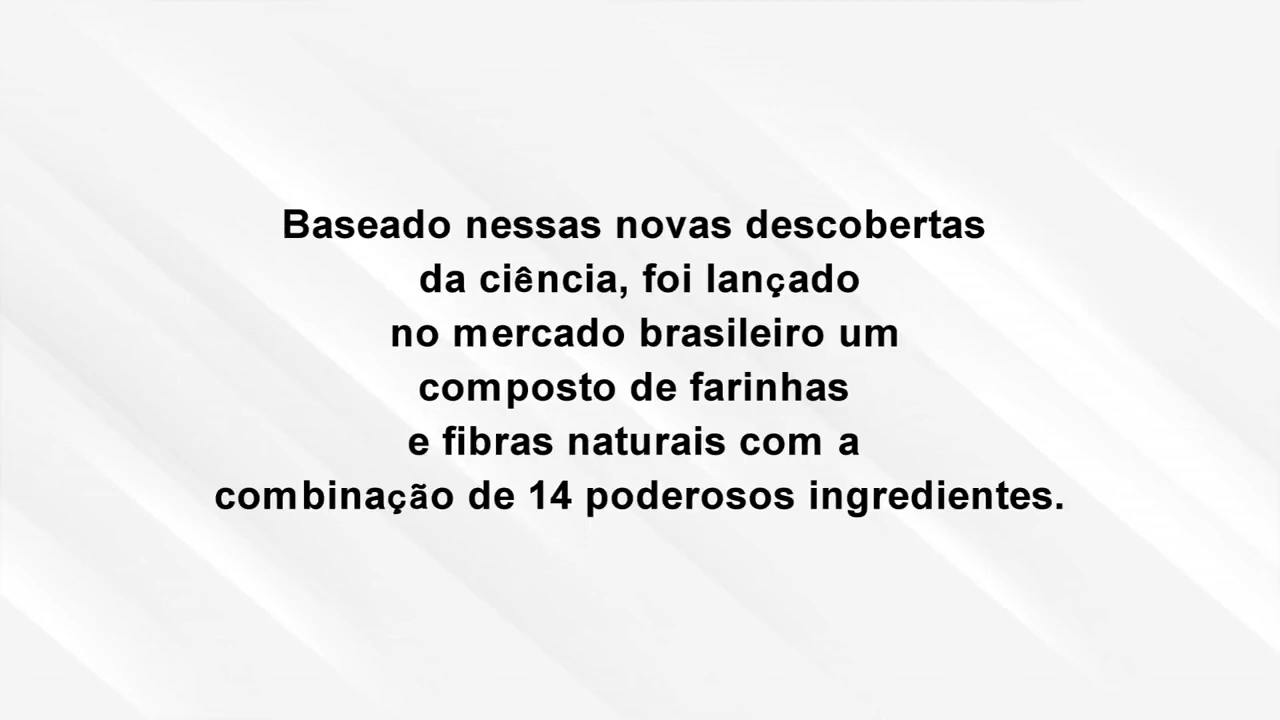 Baseado nessas novas descobertas
da ciência, foi lançado
no mercado brasileiro um
composto de farinhas
e fibras naturais com a
combinação de 14 poderosos ingredientes.